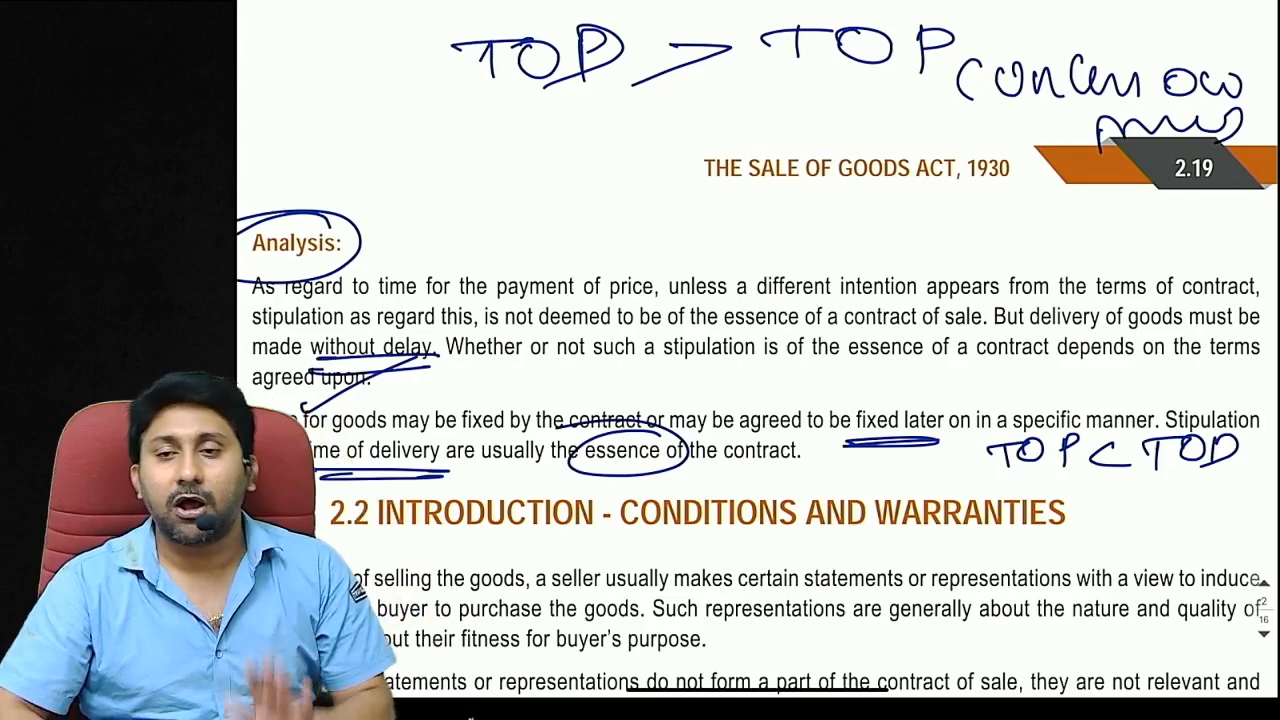 TOD > TOP
THE SALE OF GOODS ACT, 1930 2.19
Analysis:
As regard to time for the payment of price, unless a different intention appears from the terms of contract,
stipulation as regard this, is not deemed to be of the essence of a contract of sale. But delivery of goods must be
made without delay. Whether or not such a stipulation is of the essence of a contract depends on the terms
agreed upon.
for goods may be fixed by the contract or may be agreed to be fixed later on in a specific manner. Stipulation
me of delivery are usually the essence of the contract.
TOP < TOD
2.2 INTRODUCTION - CONDITIONS AND WARRANTIES
of selling the goods, a seller usually makes certain statements or representations with a view to induce
buyer to purchase the goods. Such representations are generally about the nature and quality of
out their fitness for buyer's purpose.
atements or representations do not form a part of the contract of sale, they are not relevant and
2
16